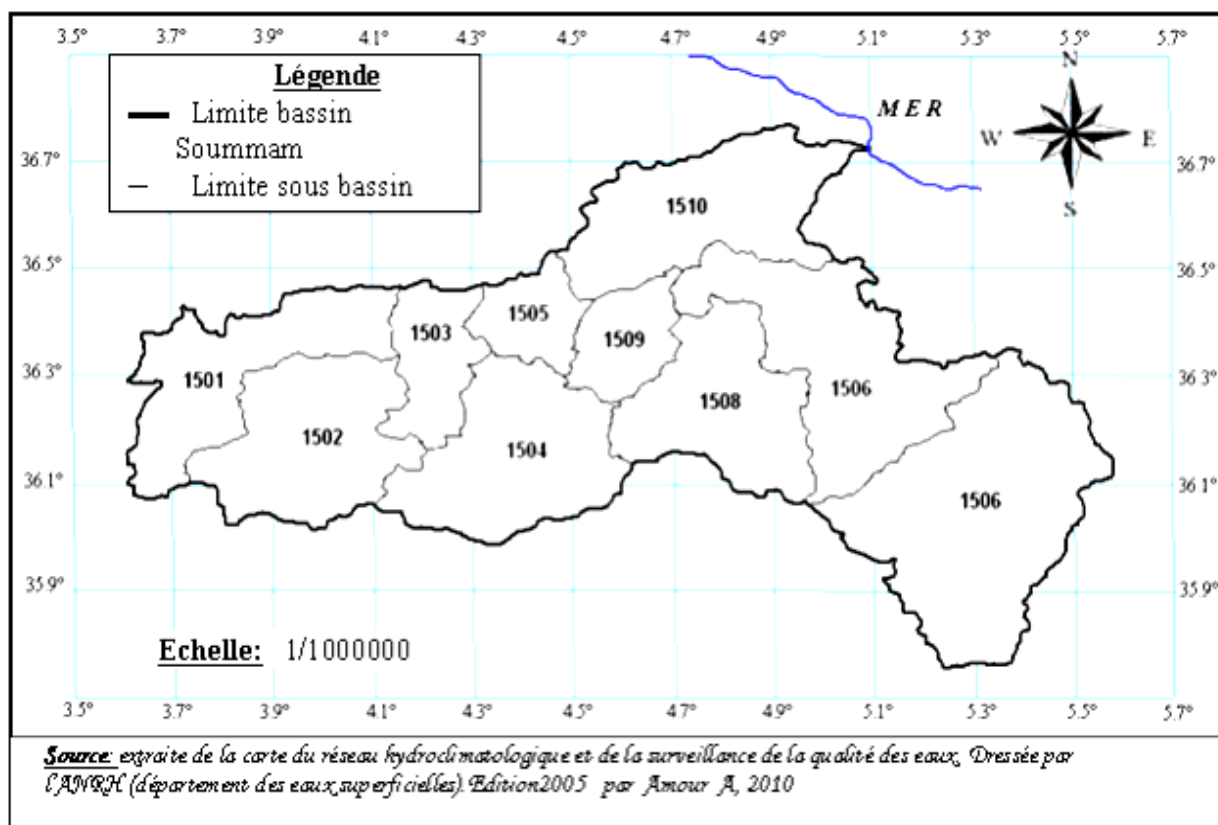 3.5° 3.7° 3.9° 4.1° 4.3° 4.5° 4.7° 4.9° 5.1° 5.3° 5.5° 5.7°
Légende
Limite bassin
Soummam
Limite sous bassin
MER
N
W E
S
36.7° 36.7°
1510
36.5° 36.5°
1503 1505
1509
36.3° 36.3°
1501 1506
1508
1502
1504
36.1° 36.1°
1506
35.9° 35.9°
Echelle: 1/1000000
3.5° 3.7° 3.9° 4.1° 4.3° 4.5° 4.7° 4.9° 5.1° 5.3° 5.5° 5.7°
Source: extraite de la carte du réseau hydroclimatologique et de la surveillance de la qualité des eaux, Dressée par
l'ANRH (département des eaux superficielles). Edition2005 par Amour A, 2010